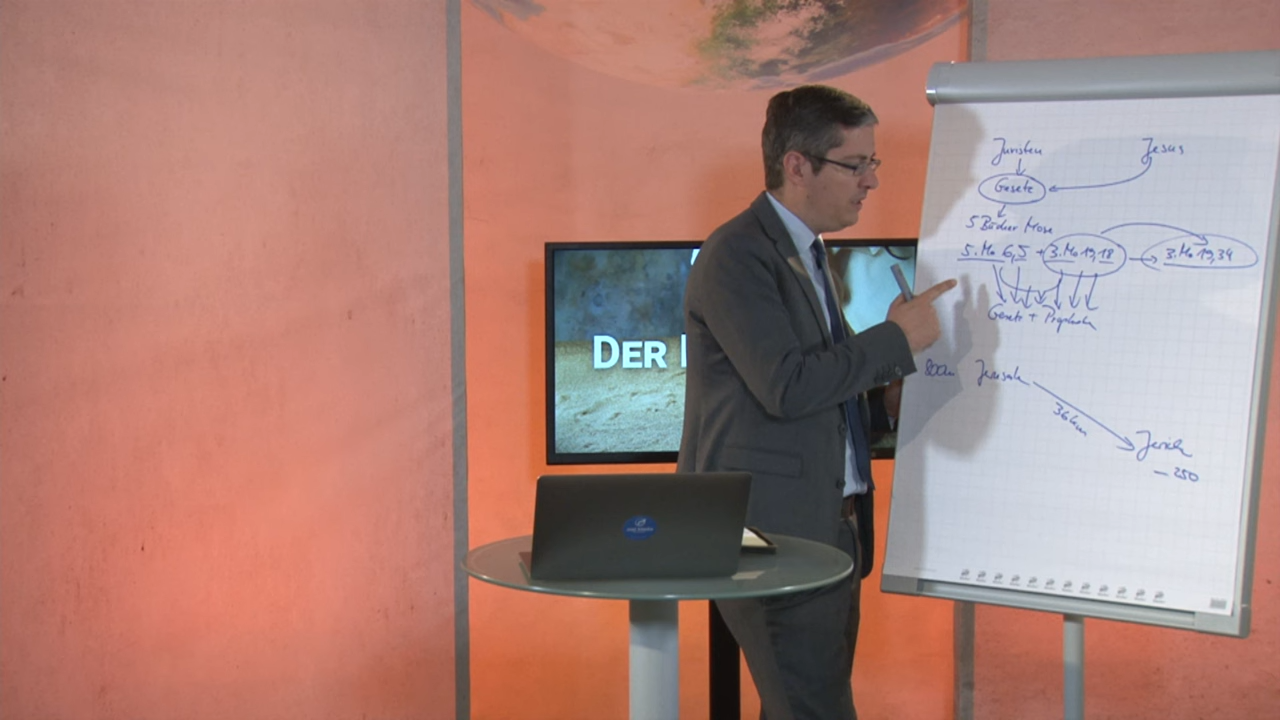 DER
Juristen Jesus
Gesetz
5 Bücher Mose
5.Mo 6,5 + 3.Mo 19,18 → 3.Mo 19,34
Gesetz + Propheten
800m Jerusalem
36km
Jericho
- 250